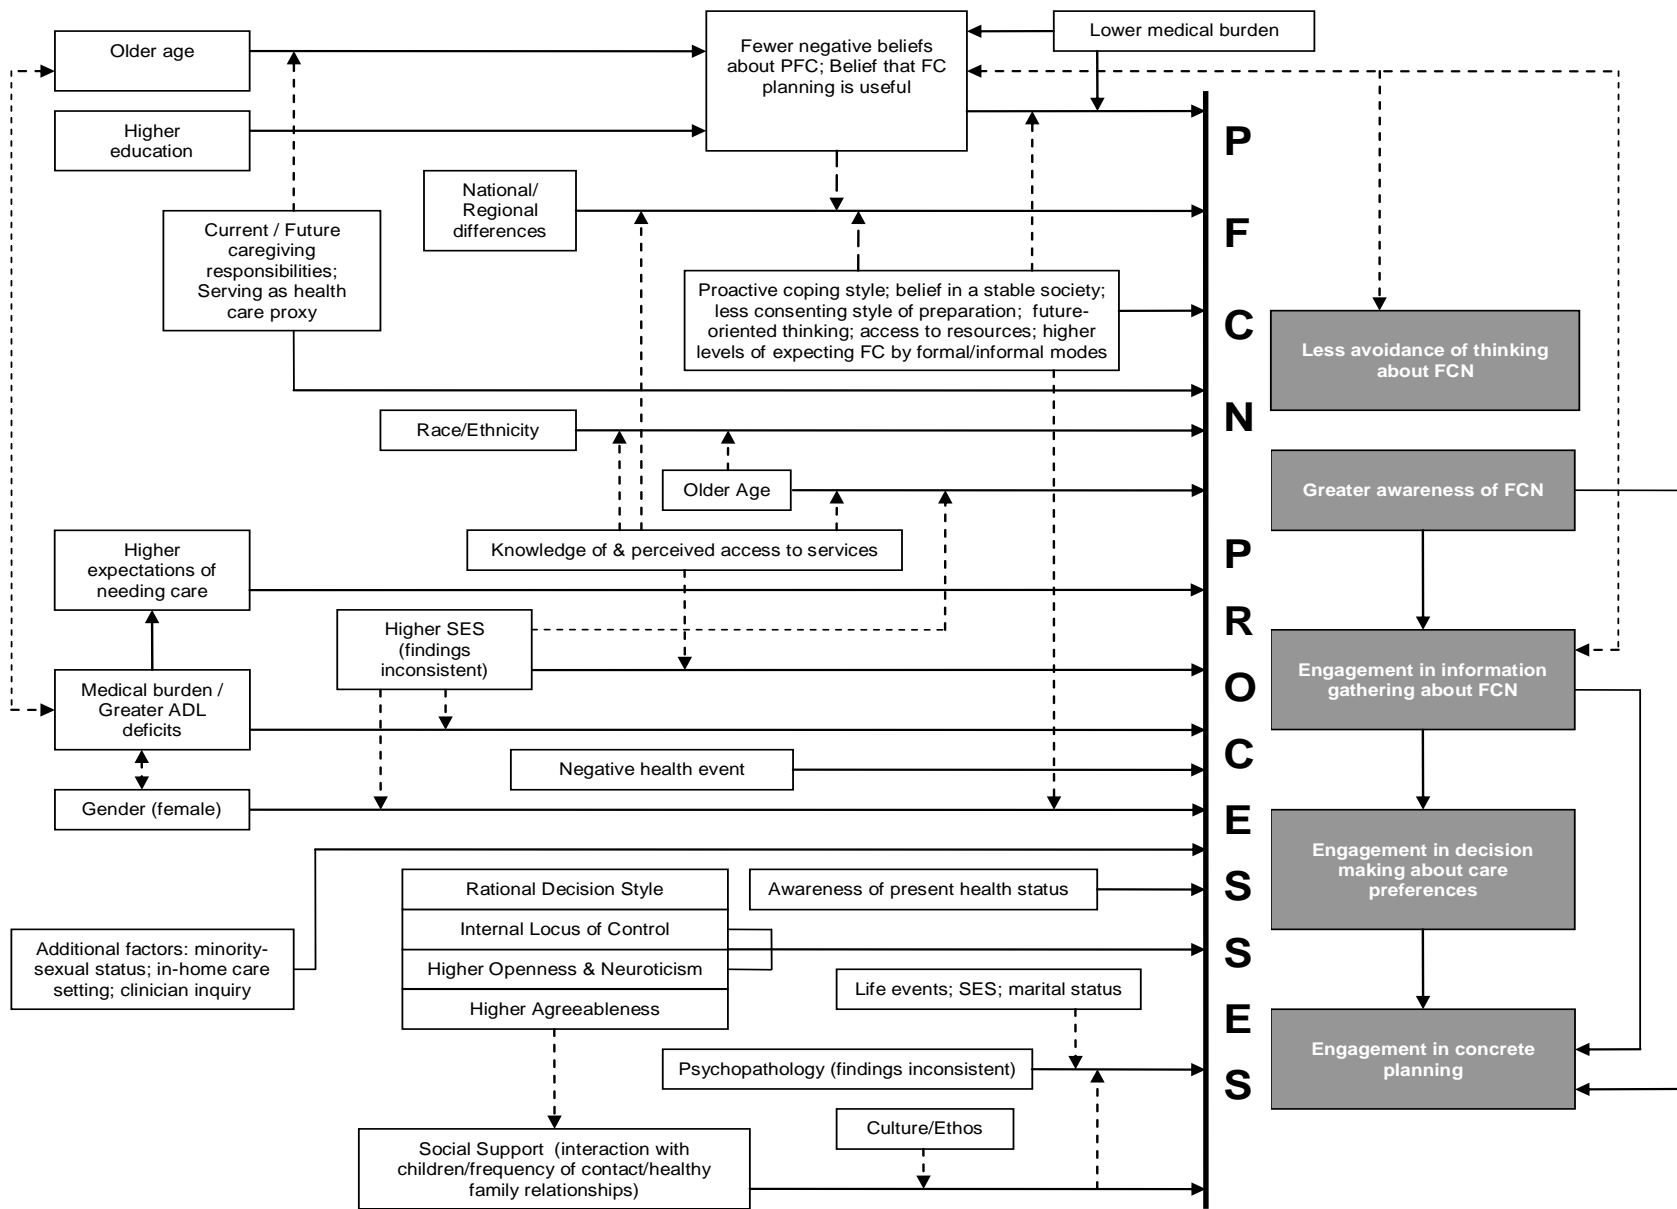 Older age
Lower medical burden
Fewer negative beliefs
about PFC; Belief that FC
planning is useful
Higher
education
National/
Regional
differences
Current / Future
caregiving
responsibilities;
Serving as health
care proxy
Proactive coping style; belief in a stable society;
less consenting style of preparation; future-
oriented thinking; access to resources; higher
levels of expecting FC by formal/informal modes
Race/Ethnicity
Older Age
Knowledge of & perceived access to services
Higher
expectations of
needing care
Higher SES
(findings
inconsistent)
Medical burden /
Greater ADL
deficits
Negative health event
Gender (female)
Rational Decision Style
Internal Locus of Control
Higher Openness & Neuroticism
Higher Agreeableness
Awareness of present health status
Additional factors: minority-
sexual status; in-home care
setting; clinician inquiry
Life events; SES; marital status
Psychopathology (findings inconsistent)
Culture/Ethos
Social Support (interaction with
children/frequency of contact/healthy
family relationships)
P
F
C
N
P
R
O
C
E
S
S
E
S
Less avoidance of thinking
about FCN
Greater awareness of FCN
Engagement in information
gathering about FCN
Engagement in decision
making about care
preferences
Engagement in concrete
planning